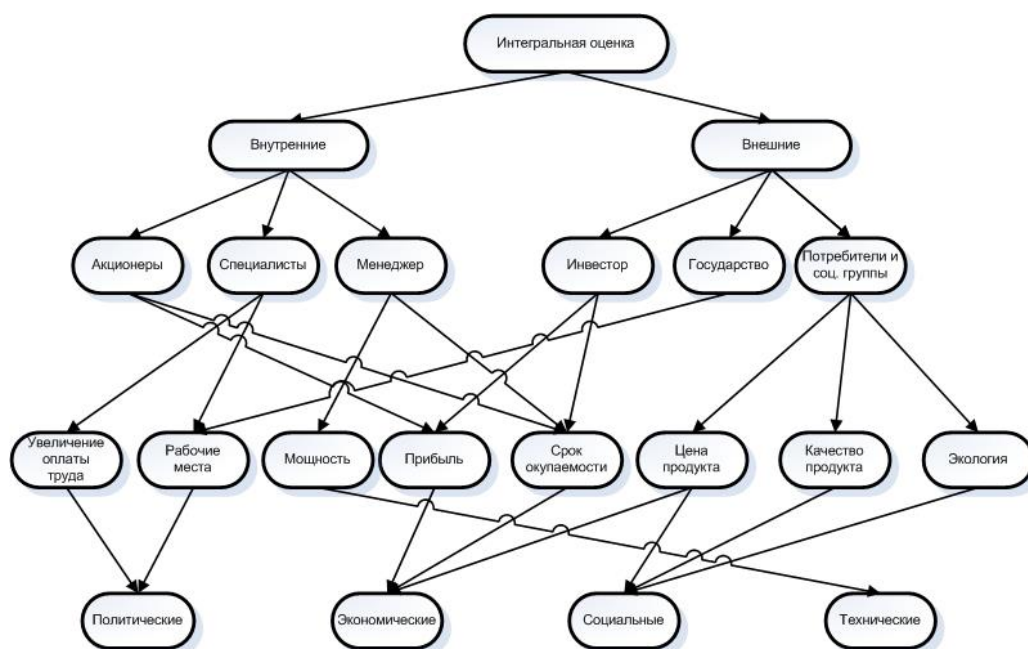 Интегральная оценка
Внутренние
Внешние
Акционеры
Специалисты
Менеджер
Инвестор
Государство
Потребители и
соц. группы
Увеличение
оплаты
труда
Рабочие
места
Мощность
Прибыль
Срок
окупаемости
Цена
продукта
Качество
продукта
Экология
Политические
Экономические
Социальные
Технические